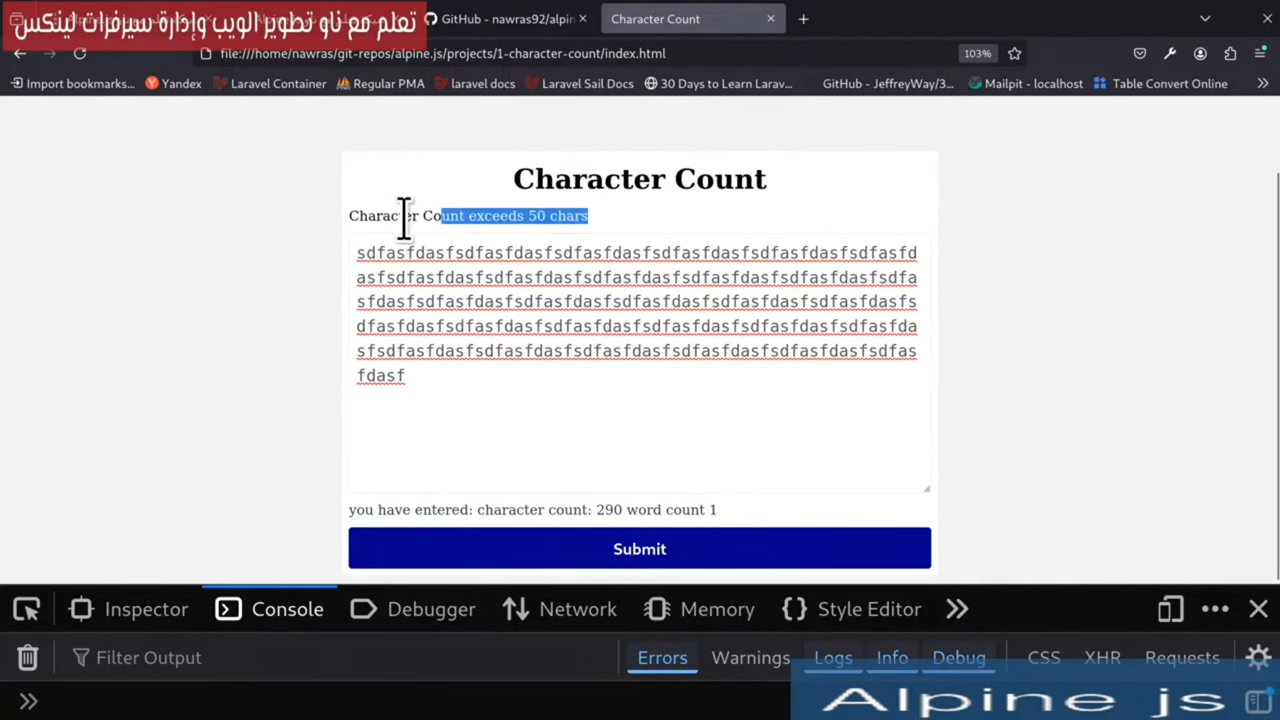 تعلم مع ناو تطوير الويب وإدارة سيرفرات لينكس
GitHub - nawras92/alpin
Character Count
file:///home/nawras/git-repos/alpine.js/projects/1-character-count/index.html
103%
Import bookmarks...
Yandex
Laravel Container
Regular PMA
laravel docs
Laravel Sail Docs
30 Days to Learn Larav...
GitHub - JeffreyWay/3...
Mailpit - localhost
Table Convert Online
Character Count
Character Count exceeds 50 chars
sdfasfdasfsdfasfdasfsdfasfdasfsdfasfdasfsdfasfdasfsdfasfd
asfsdfasfdasfsdfasfdasfsdfasfdasfsdfasfdasfsdfasfdasfsdfa
sfdasfsdfasfdasfsdfasfdasfsdfasfdasfsdfasfdasfsdfasfdasfs
dfasfdasfsdfasfdasfsdfasfdasfsdfasfdasfsdfasfdasfsdfasfda
sfsdfasfdasfsdfasfdasfsdfasfdasfsdfasfdasfsdfasfdasfsdfas
fdasf
you have entered: character count: 290 word count 1
Submit
Inspector
Console
Debugger
Network
Memory
Style Editor
Filter Output
Errors
Warnings
Logs
Info
Debug
CSS
XHR
Requests
Alpine js